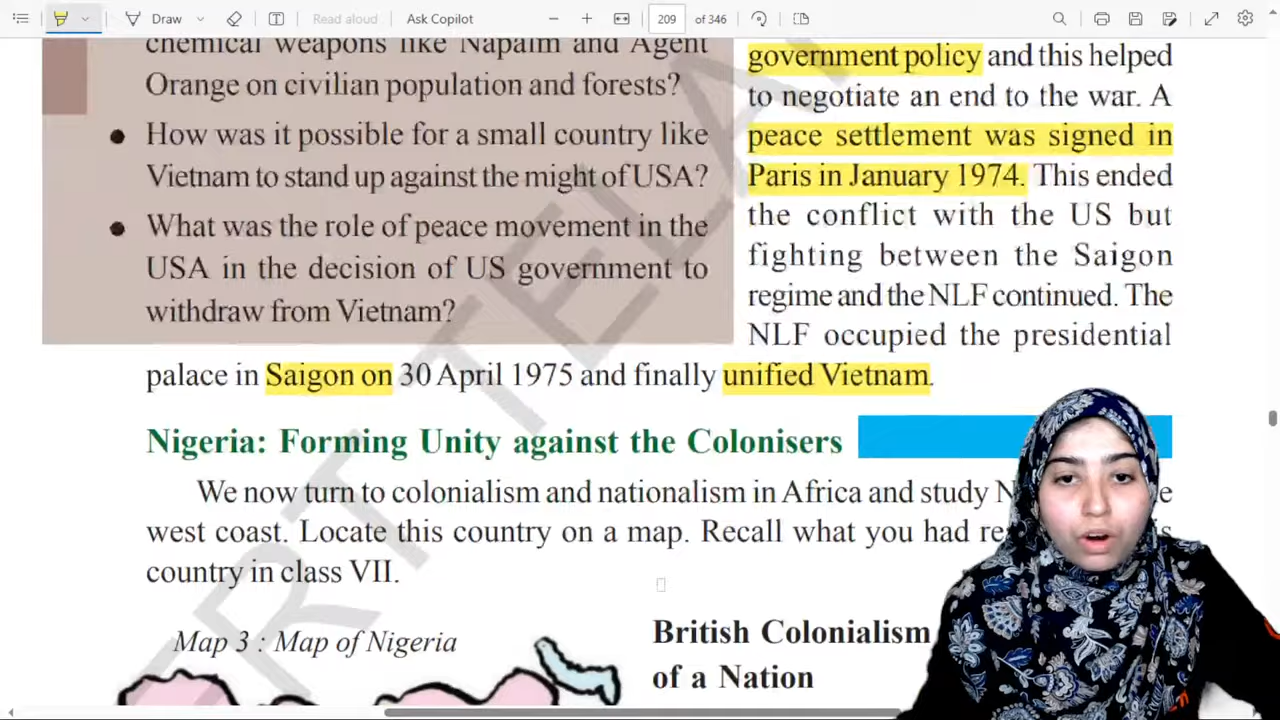 Draw
Read aloud
Ask Copilot
209
of 346
chemical weapons like Napalm and Agent
Orange on civilian population and forests?
• How was it possible for a small country like
Vietnam to stand up against the might of USA?
• What was the role of peace movement in the
USA in the decision of US government to
withdraw from Vietnam?
government policy and this helped
to negotiate an end to the war. A
peace settlement was signed in
Paris in January 1974. This ended
the conflict with the US but
fighting between the Saigon
regime and the NLF continued. The
NLF occupied the presidential
palace in Saigon on 30 April 1975 and finally unified Vietnam.
Nigeria: Forming Unity against the Colonisers
We now turn to colonialism and nationalism in Africa and study
west coast. Locate this country on a map. Recall what you had
country in class VII.
Map 3 : Map of Nigeria
British Colonialism
of a Nation